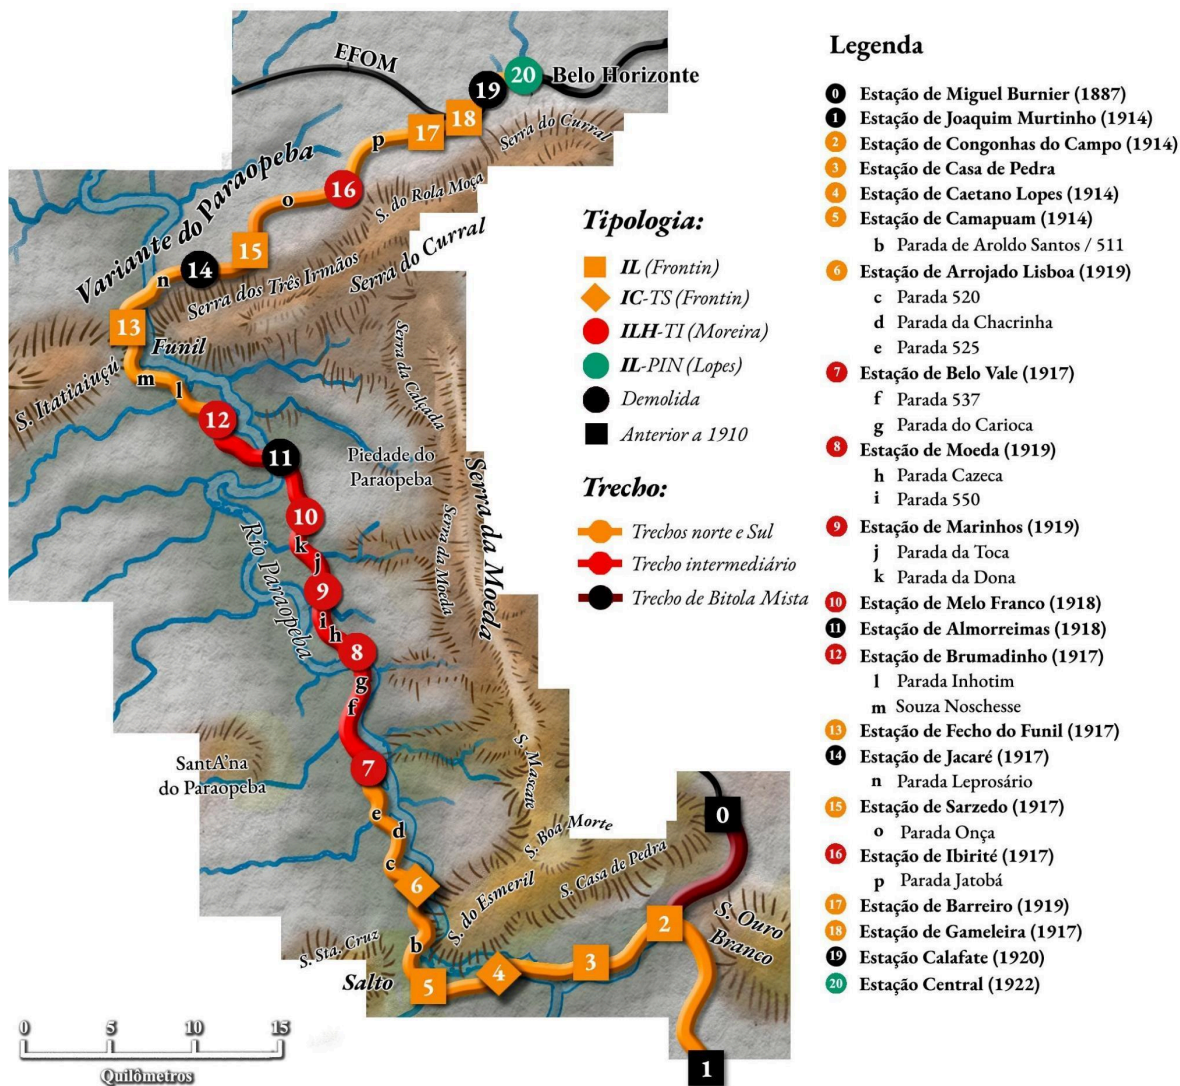 EFOM
20
Belo Horizonte
19
18
17
p
Serra do Curral
Variante do Paraopeba
16
o
S. do Rola Moça
15
Serra do Curral
14
n
Serra dos Três Irmãos
13
Funil
S. Itatiaiuçú
m
l
Serra da Calçada
12
11
Piedade do
Paraopeba
Serra da Moeda
10
k
j
Rio Paraopeba
Serra da Moeda
9
i
h
8
g
f
7
Sant'Ana
do Paraopeba
S. Mascate
e
d
c
S. Boa Morte
0
6
S. do Esmeril
S. Casa de Pedra
b
S. Sta. Cruz
2
S. Ouro
Branco
Salto
5
4
3
1
0
5
10
15
Quilômetros
Tipologia:
IL (Frontin)
IC-TS (Frontin)
ILH-TI (Moreira)
IL-PIN (Lopes)
Demolida
Anterior a 1910
Trecho:
Trechos norte e Sul
Trecho intermediário
Trecho de Bitola Mista
Legenda
0 Estação de Miguel Burnier (1887)
1 Estação de Joaquim Murtinho (1914)
2 Estação de Congonhas do Campo (1914)
3 Estação de Casa de Pedra
4 Estação de Caetano Lopes (1914)
5 Estação de Camapuam (1914)
b Parada de Aroldo Santos / 511
6 Estação de Arrojado Lisboa (1919)
c Parada 520
d Parada da Chacrinha
e Parada 525
7 Estação de Belo Vale (1917)
f Parada 537
g Parada do Carioca
8 Estação de Moeda (1919)
h Parada Cazeca
i Parada 550
9 Estação de Marinhos (1919)
j Parada da Toca
k Parada da Dona
10 Estação de Melo Franco (1918)
11 Estação de Almorreimas (1918)
12 Estação de Brumadinho (1917)
l Parada Inhotim
m Souza Noschesse
13 Estação de Fecho do Funil (1917)
14 Estação de Jacaré (1917)
n Parada Leprosário
15 Estação de Sarzedo (1917)
o Parada Onça
16 Estação de Ibirité (1917)
p Parada Jatobá
17 Estação de Barreiro (1919)
18 Estação de Gameleira (1917)
19 Estação Calafate (1920)
20 Estação Central (1922)